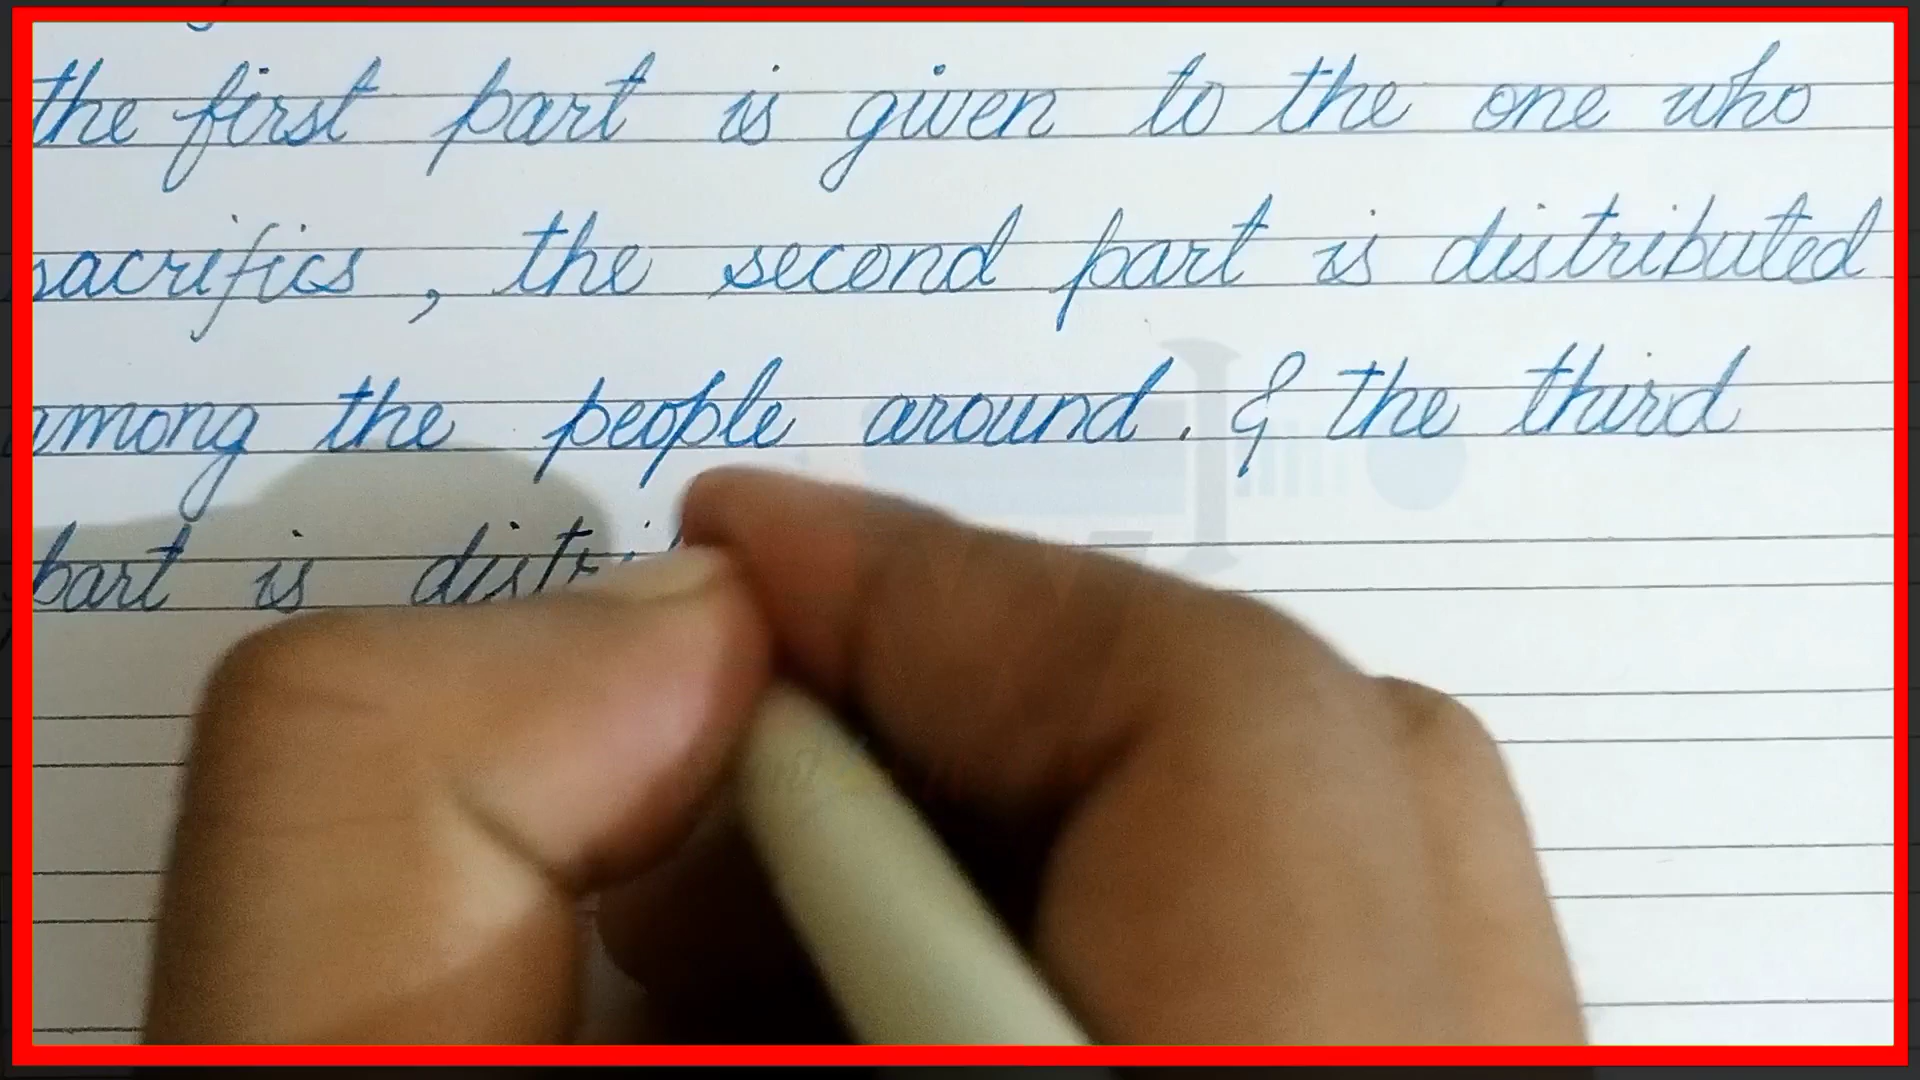 the first part is given to the one who
sacrifics, the second part is distributed
among the people around. & the third
part is